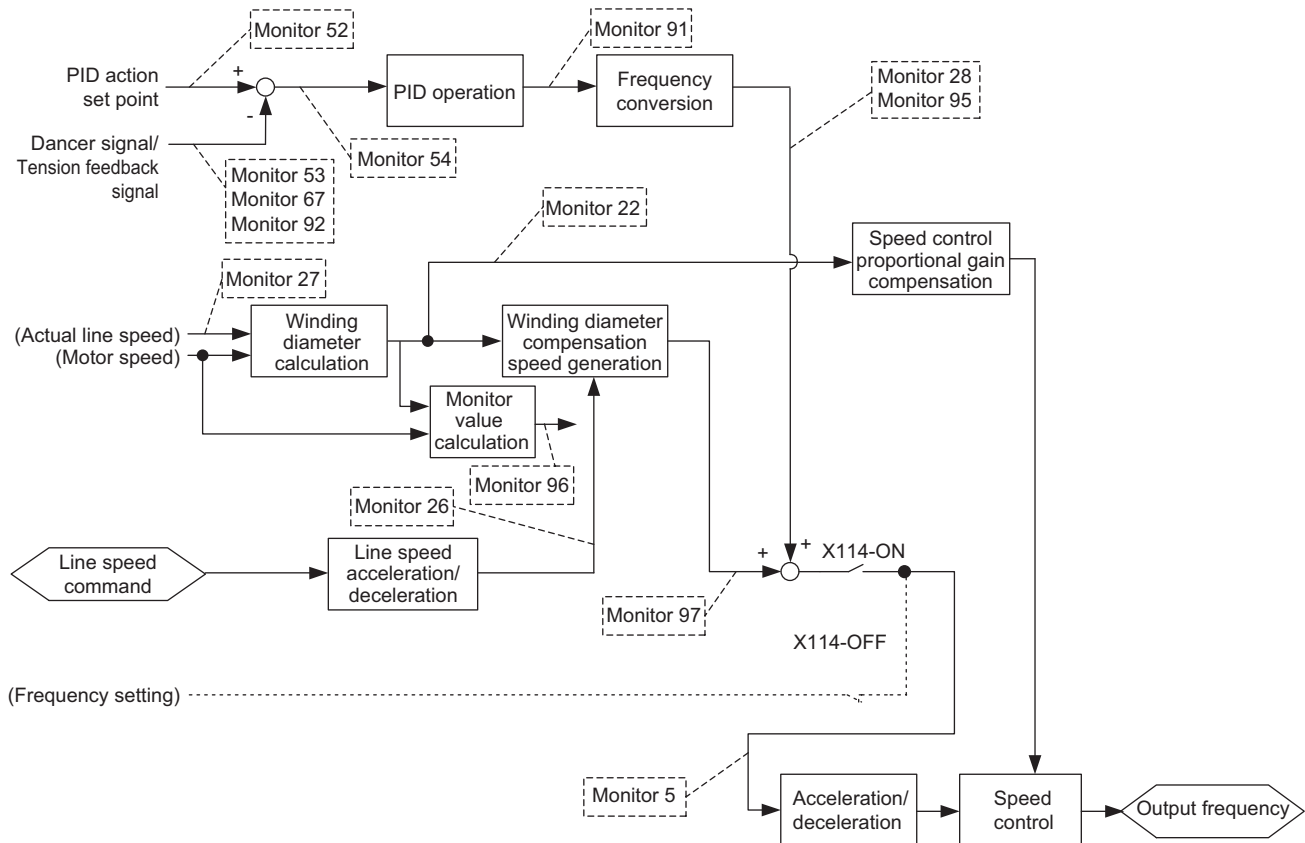 Monitor 52
Monitor 91
PID action
set point
+
-
PID operation
Frequency
conversion
Monitor 28
Monitor 95
Dancer signal/
Tension feedback
signal
Monitor 54
Monitor 53
Monitor 67
Monitor 92
Monitor 22
Speed control
proportional gain
compensation
Monitor 27
(Actual line speed)
(Motor speed)
Winding
diameter
calculation
Winding diameter
compensation
speed generation
Monitor
value
calculation
Monitor 96
Monitor 26
Line speed
command
Line speed
acceleration/
deceleration
+
+
X114-ON
Monitor 97
X114-OFF
(Frequency setting)
Monitor 5
Acceleration/
deceleration
Speed
control
Output frequency